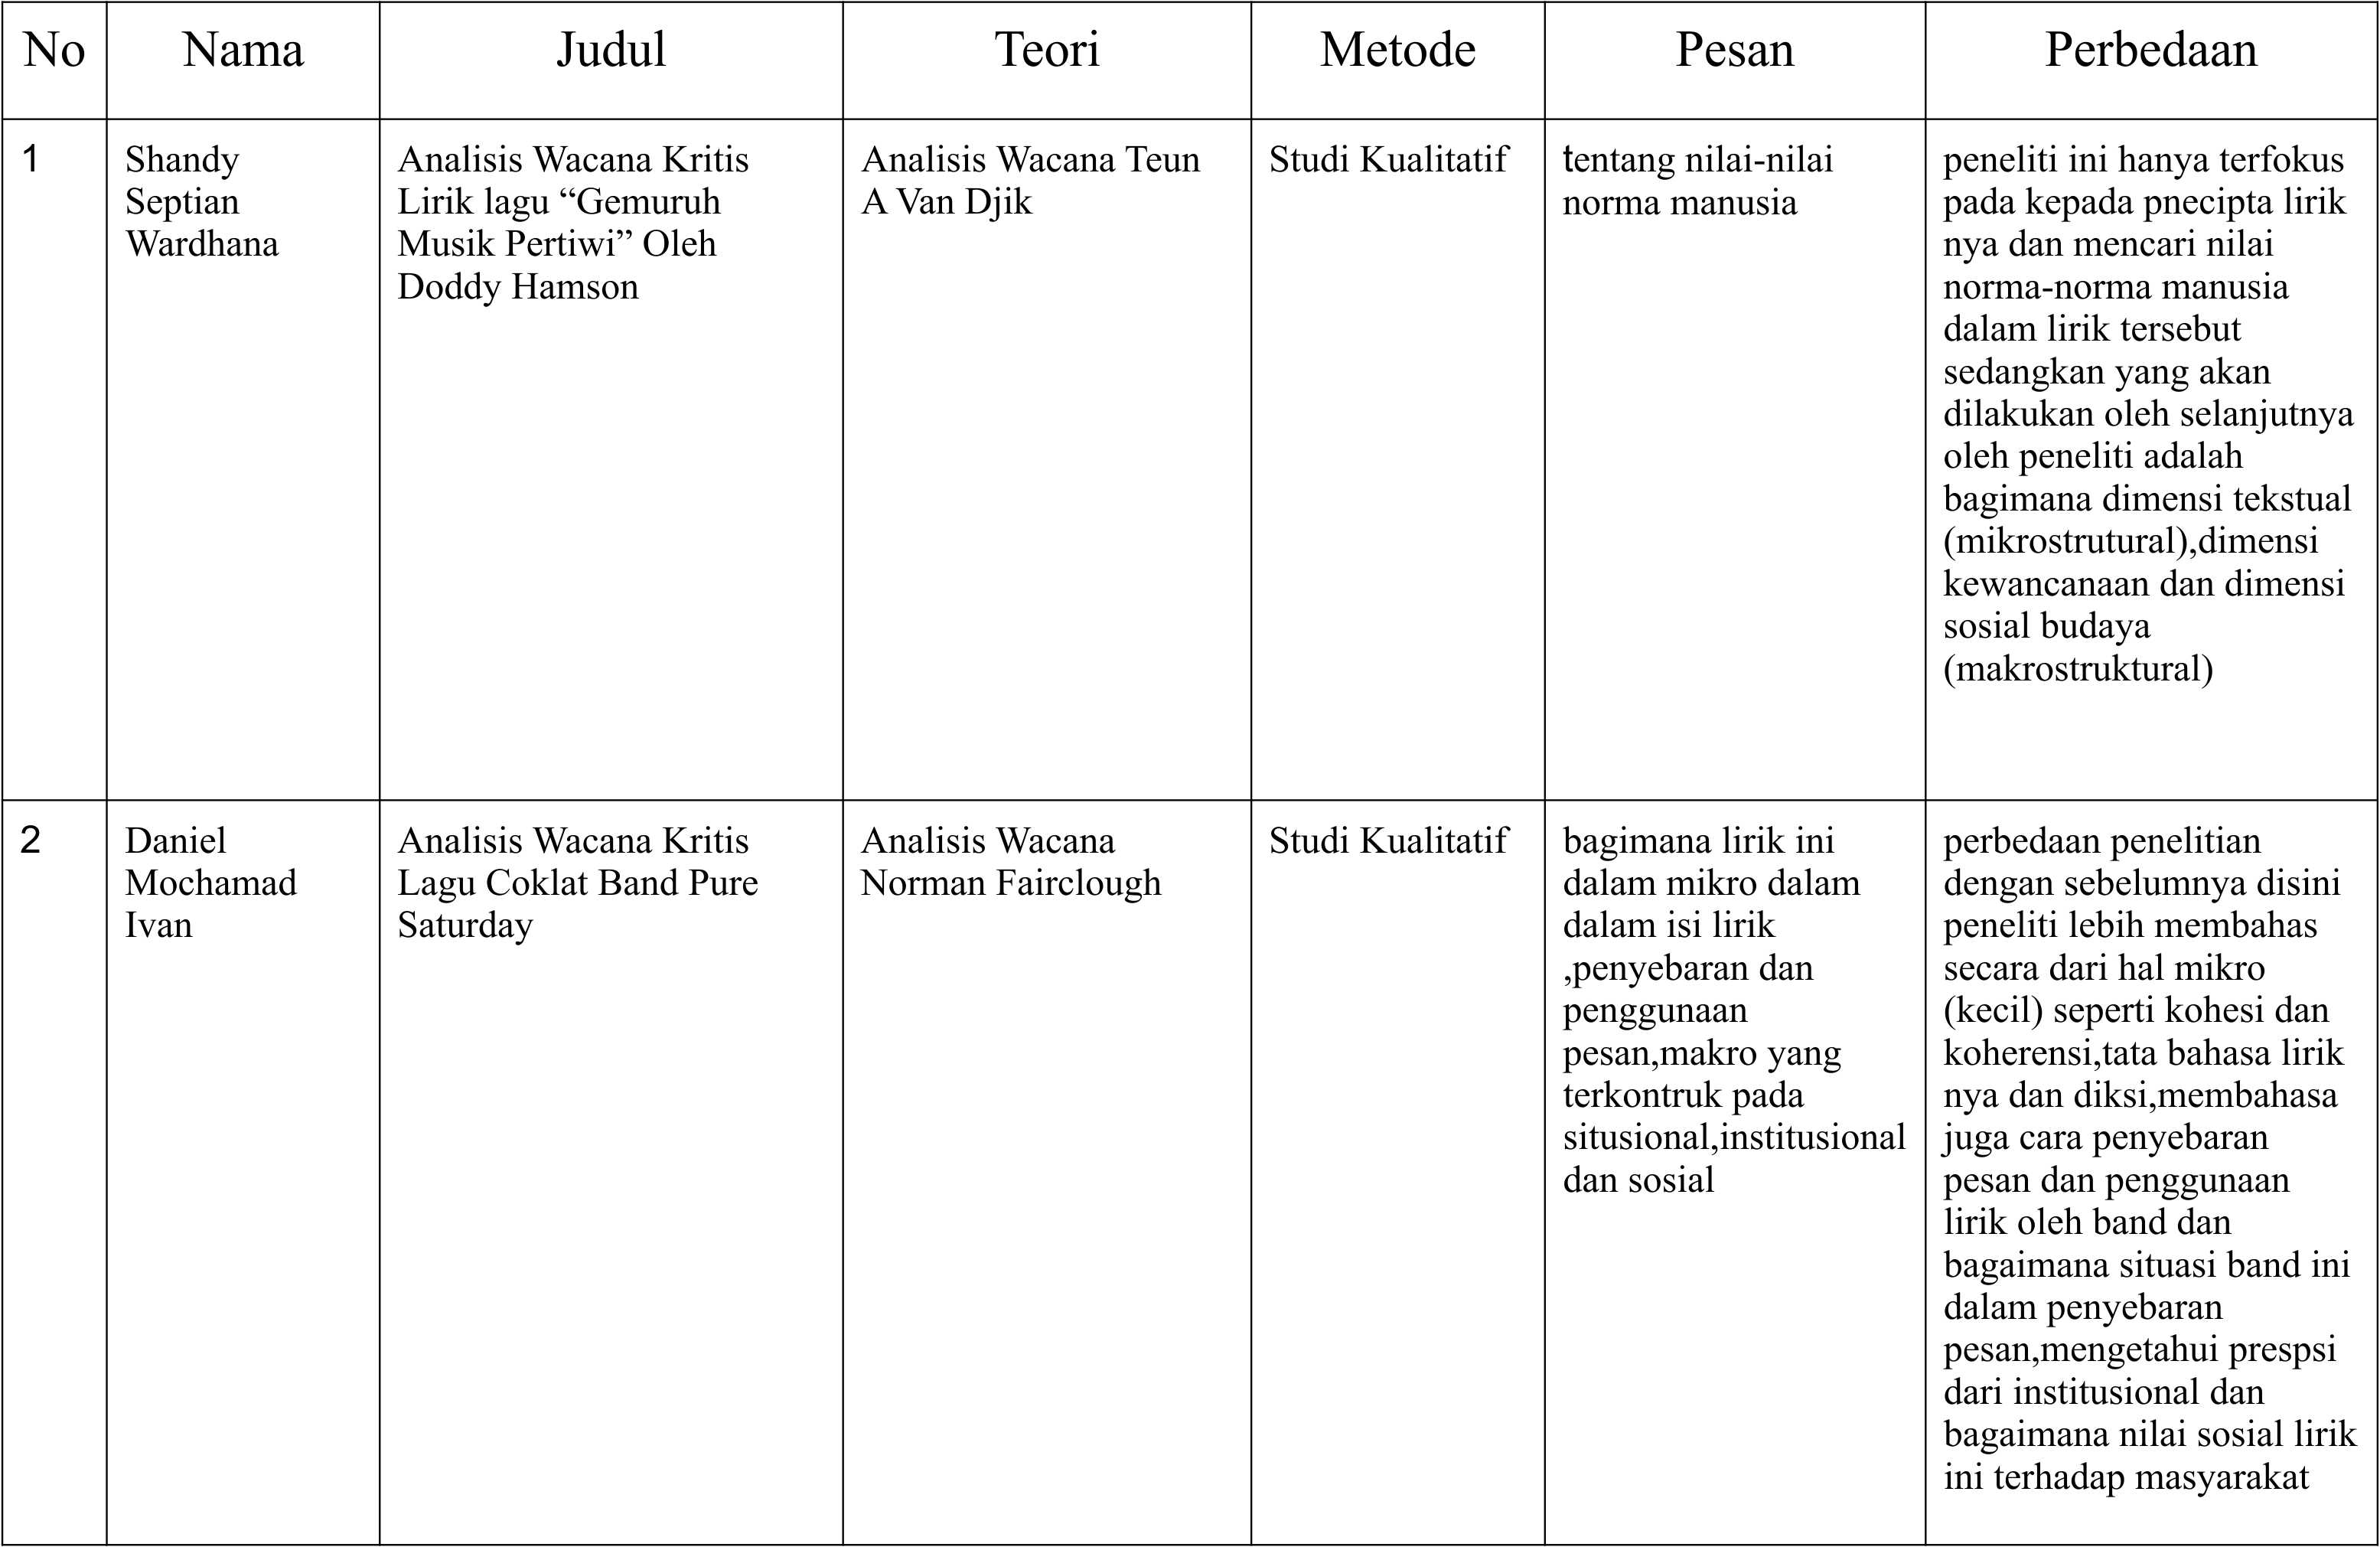 No Nama Judul Teori Metode Pesan Perbedaan
1
Shandy
Septian
Wardhana
Analisis Wacana Kritis
Lirik lagu “Gemuruh
Musik Pertiwi” Oleh
Doddy Hamson
Analisis Wacana Teun
A Van Djik
Studi Kualitatif
tentang nilai-nilai
norma manusia
peneliti ini hanya terfokus
pada kepada pnecipta lirik
nya dan mencari nilai
norma-norma manusia
dalam lirik tersebut
sedangkan yang akan
dilakukan oleh selanjutnya
oleh peneliti adalah
bagimana dimensi tekstual
(mikrostrutural),dimensi
kewancanaan dan dimensi
sosial budaya
(makrostruktural)
2
Daniel
Mochamad
Ivan
Analisis Wacana Kritis
Lagu Coklat Band Pure
Saturday
Analisis Wacana
Norman Fairclough
Studi Kualitatif
bagimana lirik ini
dalam mikro dalam
dalam isi lirik
,penyebaran dan
penggunaan
pesan,makro yang
terkontruk pada
situsional,institusional
dan sosial
perbedaan penelitian
dengan sebelumnya disini
peneliti lebih membahas
secara dari hal mikro
(kecil) seperti kohesi dan
koherensi,tata bahasa lirik
nya dan diksi,membahasa
juga cara penyebaran
pesan dan penggunaan
lirik oleh band dan
bagaimana situasi band ini
dalam penyebaran
pesan,mengetahui prespsi
dari institusional dan
bagaimana nilai sosial lirik
ini terhadap masyarakat